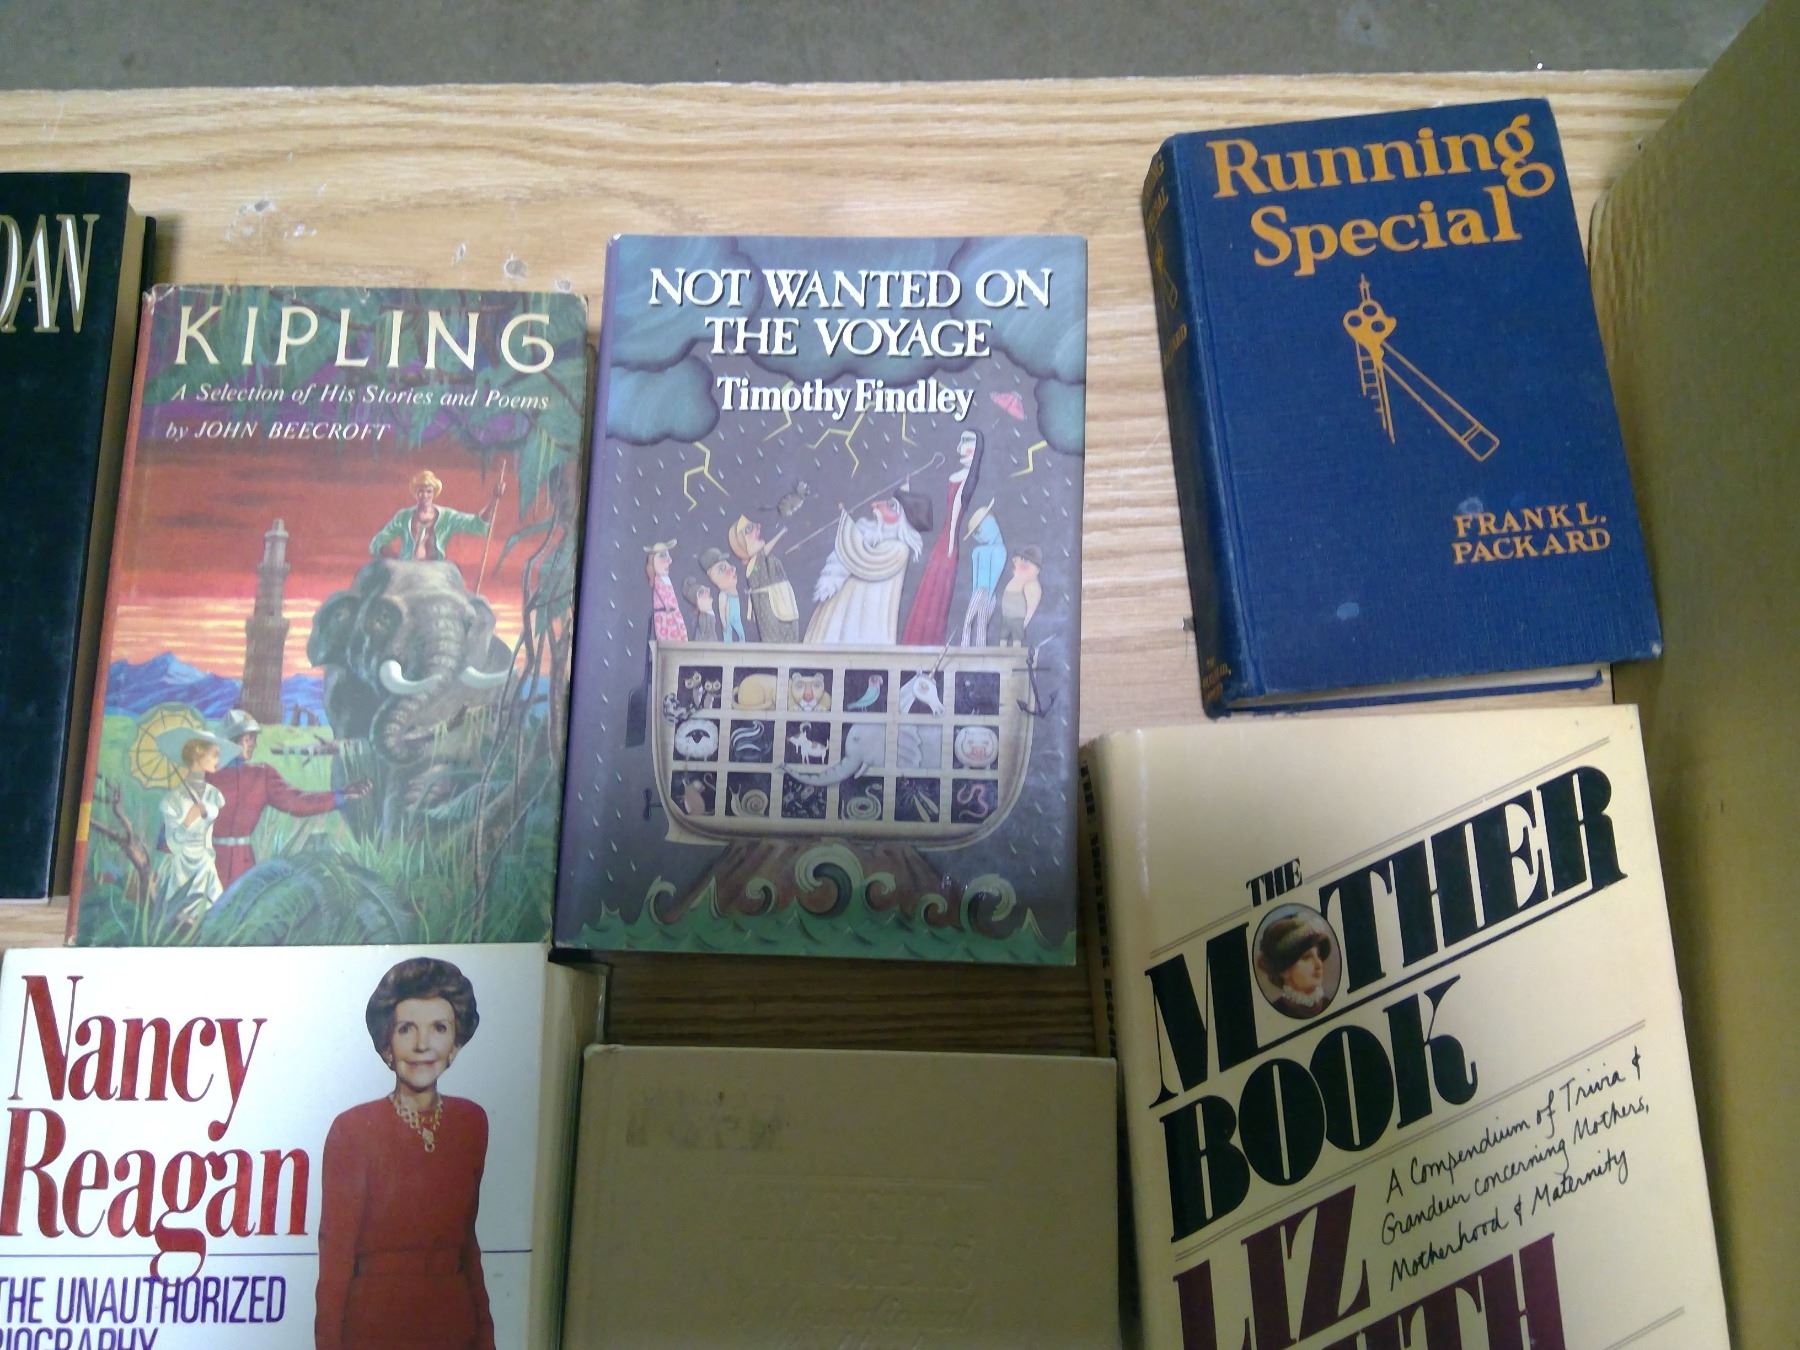 DAN
KIPLING
A Selection of His Stories and Poems
by JOHN BEECROFT
NOT WANTED ON
THE VOYAGE
Timothy Findley
Running
Special
FRANK L.
PACKARD
Nancy
Reagan
THE UNAUTHORIZED
BIOGRAPHY
THE
MOTHER
BOOK
A Compendium of Trivia &
Grandeur concerning Mothers,
Motherhood & Maternity
LIZ